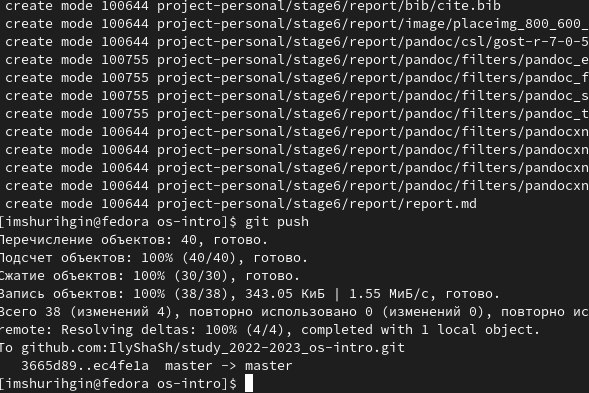 create mode 100644 project-personal/stage6/report/bib/cite.bib
create mode 100644 project-personal/stage6/report/image/placeimg_800_600_
create mode 100644 project-personal/stage6/report/pandoc/csl/gost-r-7-0-5
create mode 100755 project-personal/stage6/report/pandoc/filters/pandoc_e
create mode 100755 project-personal/stage6/report/pandoc/filters/pandoc_f
create mode 100755 project-personal/stage6/report/pandoc/filters/pandoc_s
create mode 100755 project-personal/stage6/report/pandoc/filters/pandoc_t
create mode 100644 project-personal/stage6/report/pandoc/filters/pandocxn
create mode 100644 project-personal/stage6/report/pandoc/filters/pandocxn
create mode 100644 project-personal/stage6/report/pandoc/filters/pandocxn
create mode 100644 project-personal/stage6/report/pandoc/filters/pandocxn
create mode 100644 project-personal/stage6/report/report.md
[imshurihgin@fedora os-intro]$ git push
Перечисление объектов: 40, готово.
Подсчет объектов: 100% (40/40), готово.
Сжатие объектов: 100% (30/30), готово.
Запись объектов: 100% (38/38), 343.05 КиБ | 1.55 МиБ/с, готово.
Всего 38 (изменений 4), повторно использовано 0 (изменений 0), повторно ис
remote: Resolving deltas: 100% (4/4), completed with 1 local object.
To github.com:IlyShaSh/study_2022-2023_os-intro.git
3665d89..ec4fe1a master -> master
[imshurihgin@fedora os-intro]$